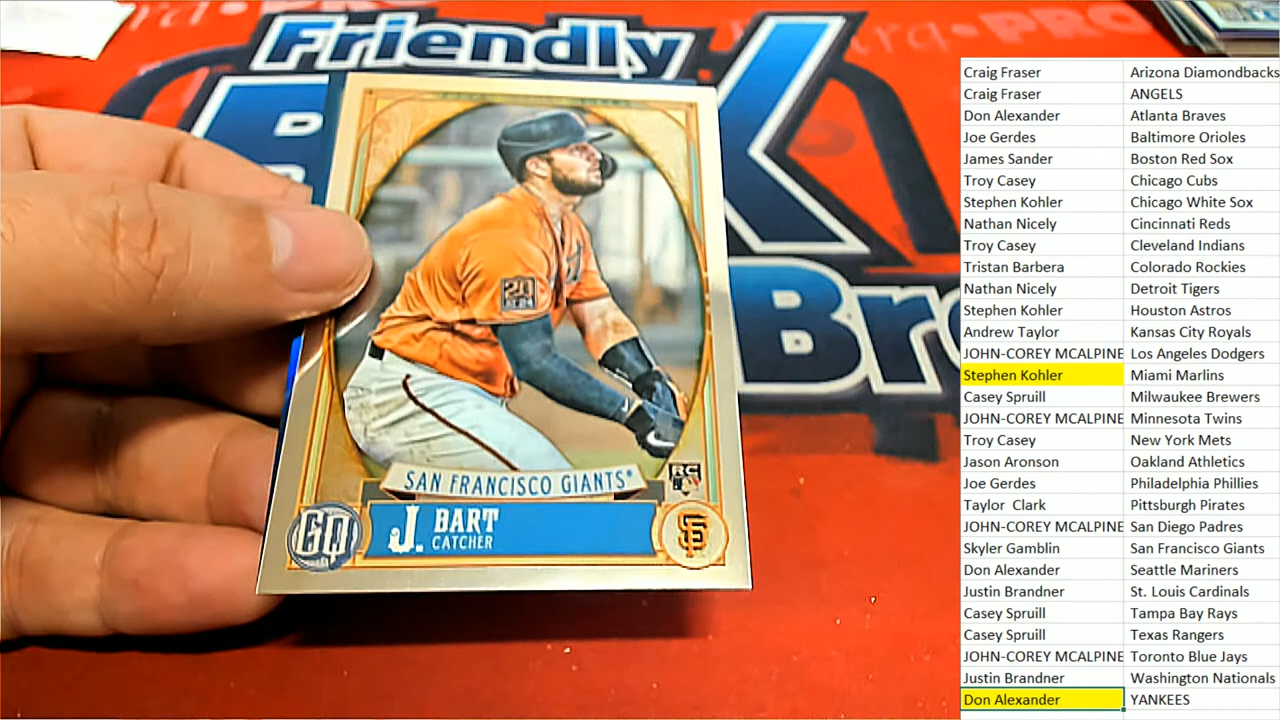 Friendly
Br
SAN FRANCISCO GIANTS
RC
GQ
J. BART
CATCHER
SF
20
PRO
Craig Fraser Arizona Diamondbacks
Craig Fraser ANGELS
Don Alexander Atlanta Braves
Joe Gerdes Baltimore Orioles
James Sander Boston Red Sox
Troy Casey Chicago Cubs
Stephen Kohler Chicago White Sox
Nathan Nicely Cincinnati Reds
Troy Casey Cleveland Indians
Tristan Barbera Colorado Rockies
Nathan Nicely Detroit Tigers
Stephen Kohler Houston Astros
Andrew Taylor Kansas City Royals
JOHN-COREY MCALPINE Los Angeles Dodgers
Stephen Kohler Miami Marlins
Casey Spruill Milwaukee Brewers
JOHN-COREY MCALPINE Minnesota Twins
Troy Casey New York Mets
Jason Aronson Oakland Athletics
Joe Gerdes Philadelphia Phillies
Taylor Clark Pittsburgh Pirates
JOHN-COREY MCALPINE San Diego Padres
Skyler Gamblin San Francisco Giants
Don Alexander Seattle Mariners
Justin Brandner St. Louis Cardinals
Casey Spruill Tampa Bay Rays
Casey Spruill Texas Rangers
JOHN-COREY MCALPINE Toronto Blue Jays
Justin Brandner Washington Nationals
Don Alexander YANKEES